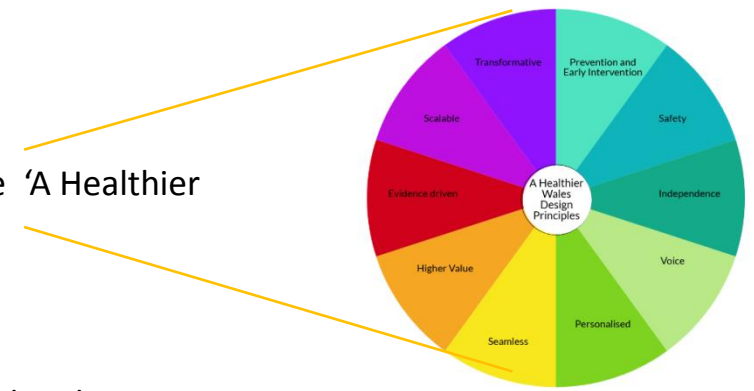 ‘A Healthier
Transformative
Prevention and
Early Intervention
Scalable
Safety
Evidence driven
A Healthier
Wales
Design
Principles
Independence
Higher Value
Voice
Seamless
Personalised